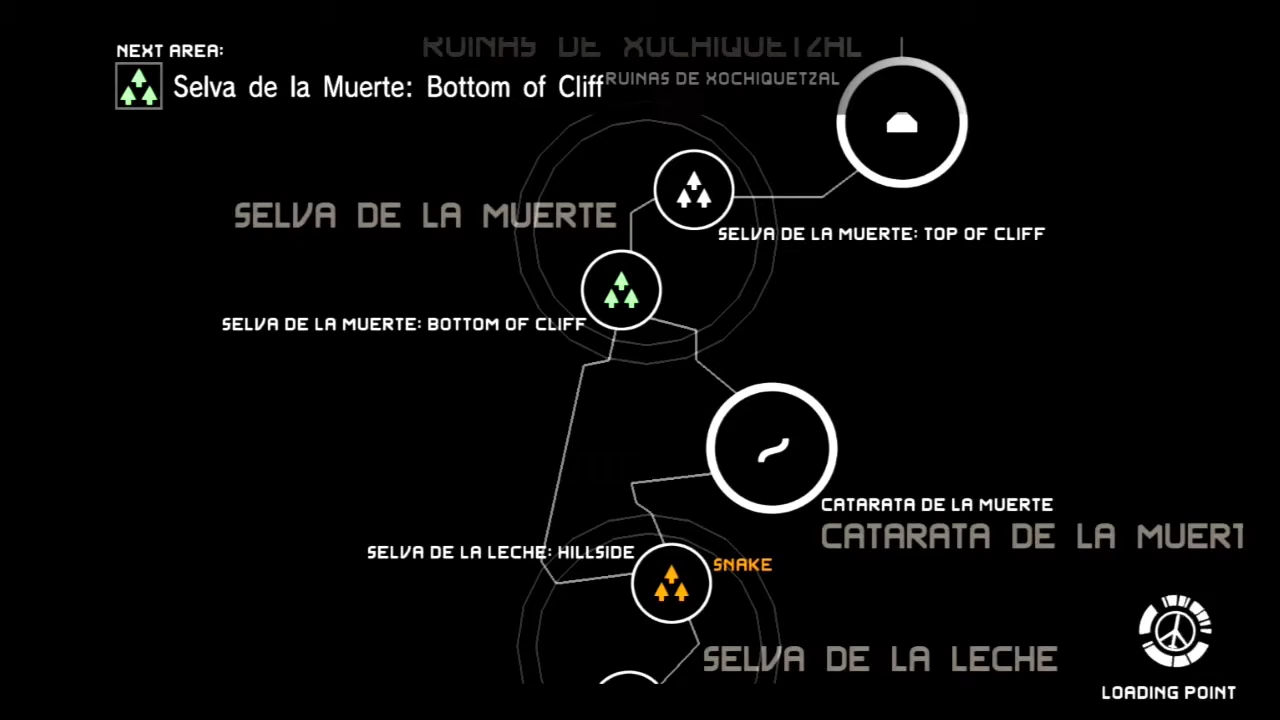 NEXT AREA:
RUINAS DE XOCHIQUETZAL
Selva de la Muerte: Bottom of Cliff
RUINAS DE XOCHIQUETZAL
SELVA DE LA MUERTE
SELVA DE LA MUERTE: TOP OF CLIFF
SELVA DE LA MUERTE: BOTTOM OF CLIFF
CATARATA DE LA MUERTE
CATARATA DE LA MUERT
SELVA DE LA LECHE: HILLSIDE
SNAKE
SELVA DE LA LECHE
LOADING POINT